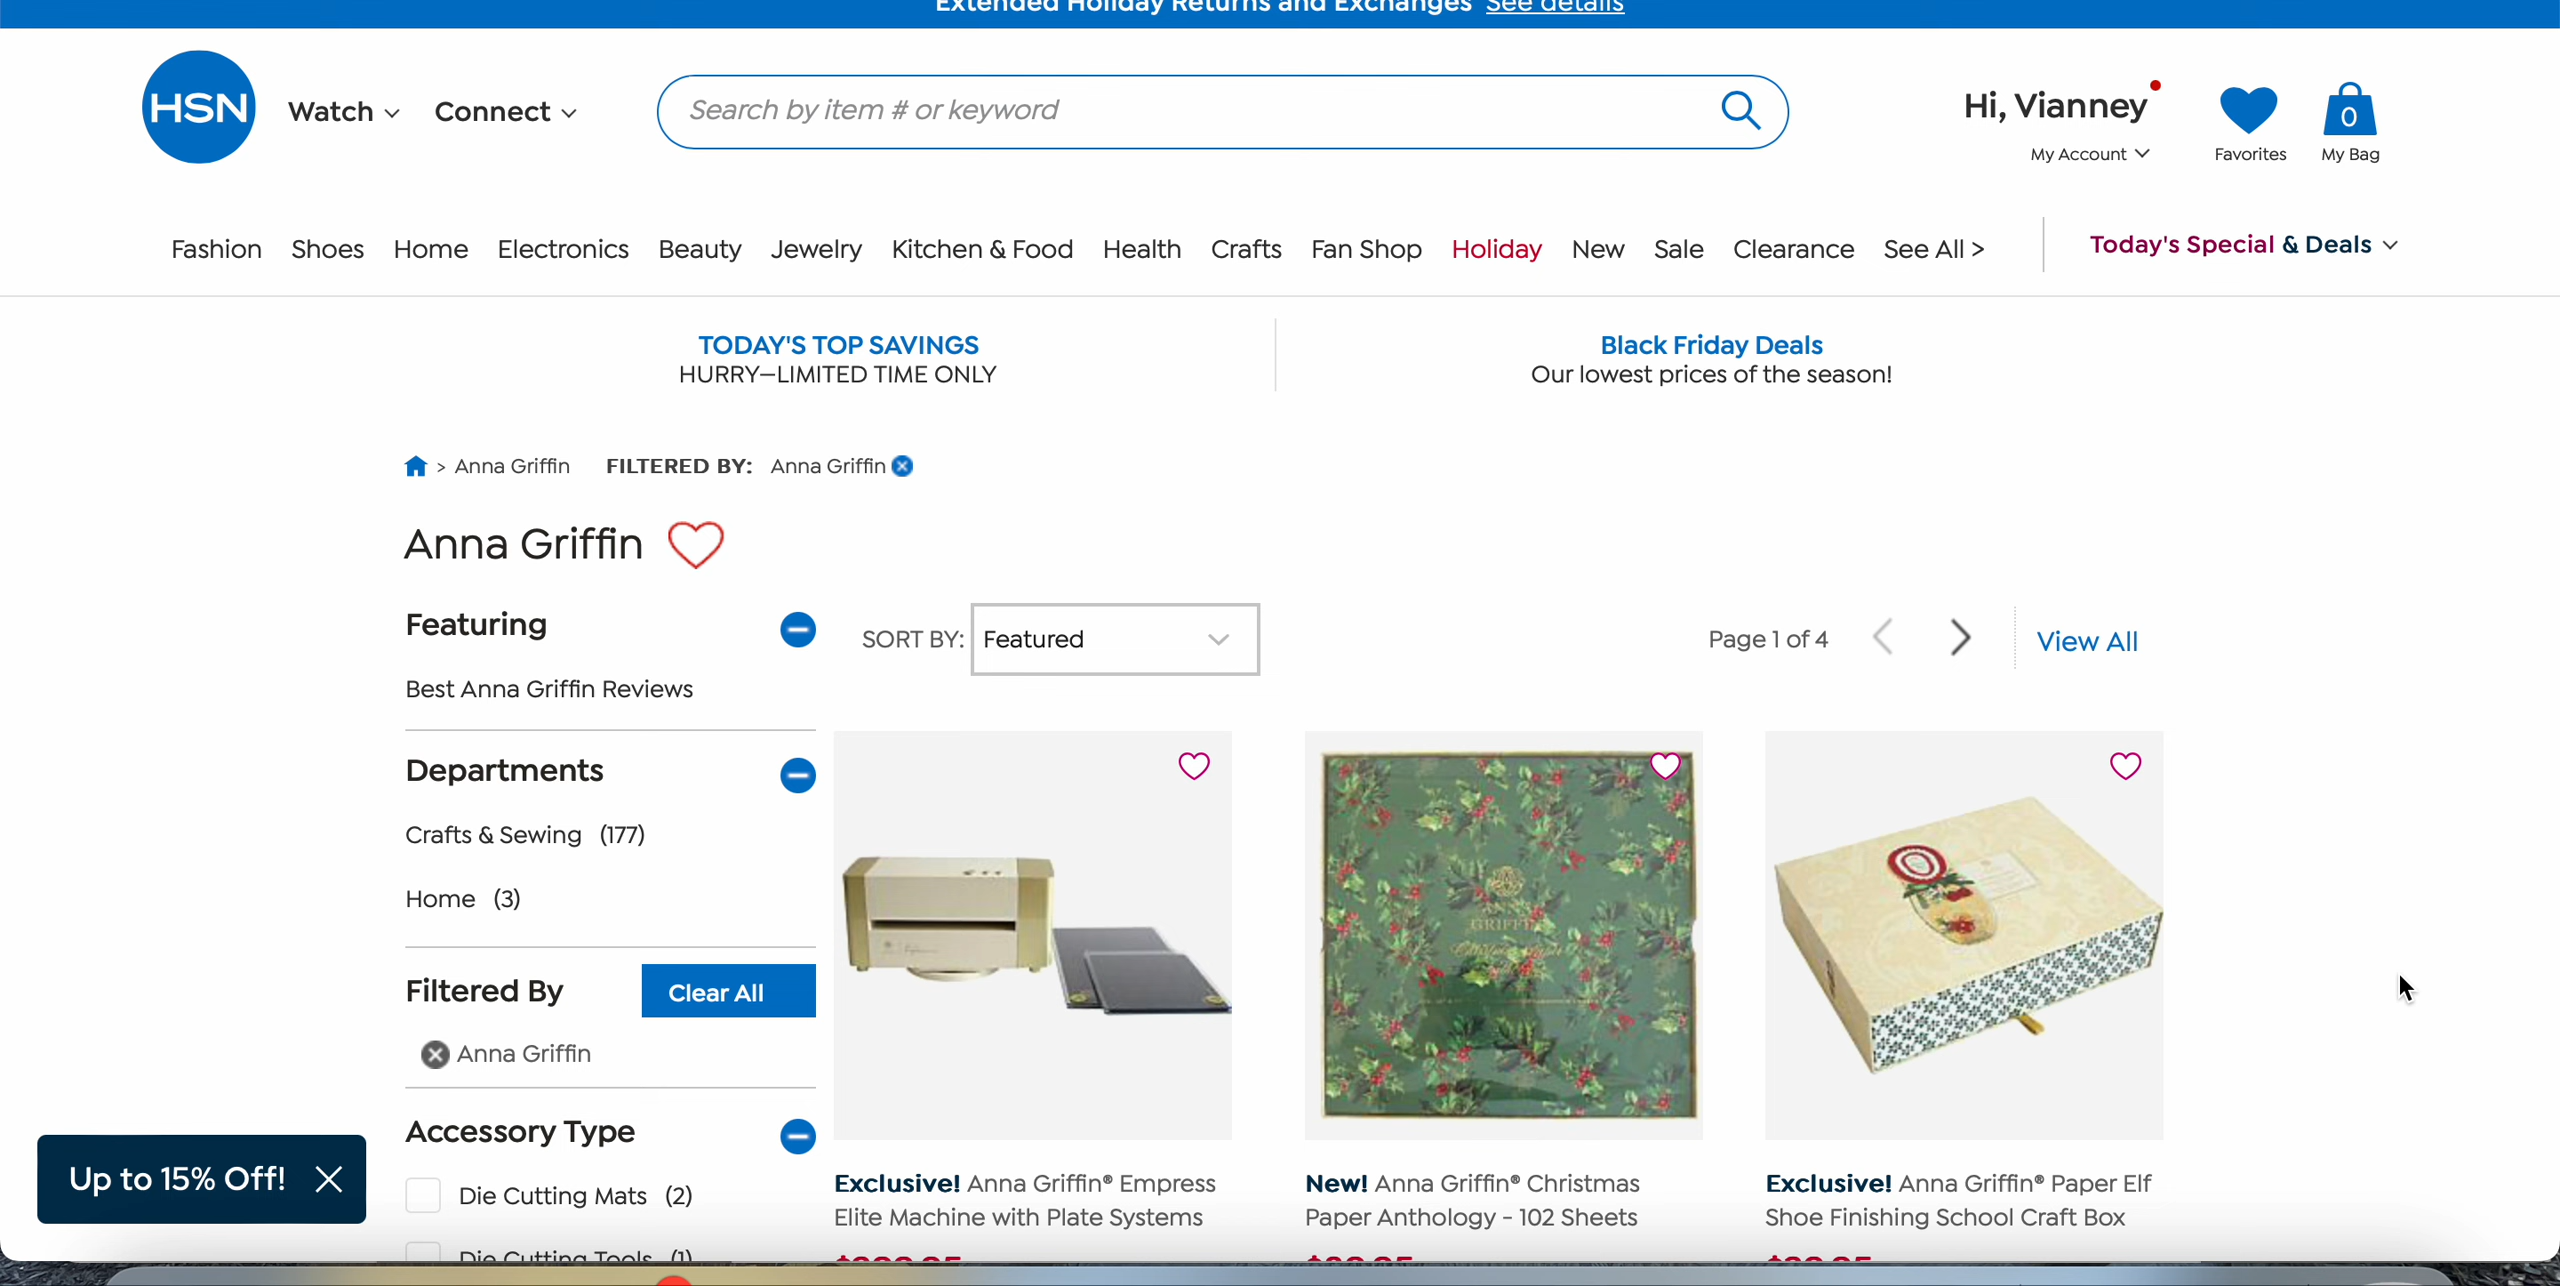 Extended Holiday Returns and Exchanges See details
HSN
Watch
Connect
Search by item # or keyword
Hi, Vianney
My Account
Favorites
0
My Bag
Fashion Shoes Home Electronics Beauty Jewelry Kitchen & Food Health Crafts Fan Shop Holiday New Sale Clearance See All >
Today's Special & Deals
TODAY'S TOP SAVINGS
HURRY—LIMITED TIME ONLY
Black Friday Deals
Our lowest prices of the season!
> Anna Griffin FILTERED BY: Anna Griffin
Anna Griffin
Featuring
Best Anna Griffin Reviews
Departments
Crafts & Sewing (177)
Home (3)
Filtered By
Clear All
Anna Griffin
Accessory Type
Die Cutting Mats (2)
Die Cutting Tools (1)
Up to 15% Off!
SORT BY: Featured
Page 1 of 4
View All
ANNA
GRIFFIN
Exclusive! Anna Griffin® Empress
Elite Machine with Plate Systems
New! Anna Griffin® Christmas
Paper Anthology - 102 Sheets
Exclusive! Anna Griffin® Paper Elf
Shoe Finishing School Craft Box